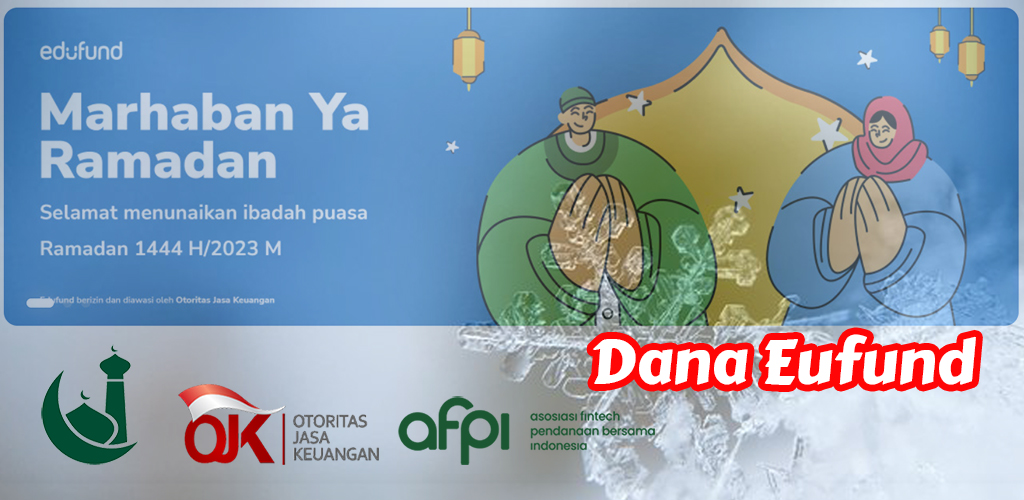 edufund
Marhaban Ya
Ramadan
Selamat menunaikan ibadah puasa
Ramadan 1444 H/2023 M
Edufund berizin dan diawasi oleh Otoritas Jasa Keuangan
Dana Eufund
OJK
OTORITAS
JASA
KEUANGAN
afpi
asosiasi fintech
pendanaan bersama
indonesia